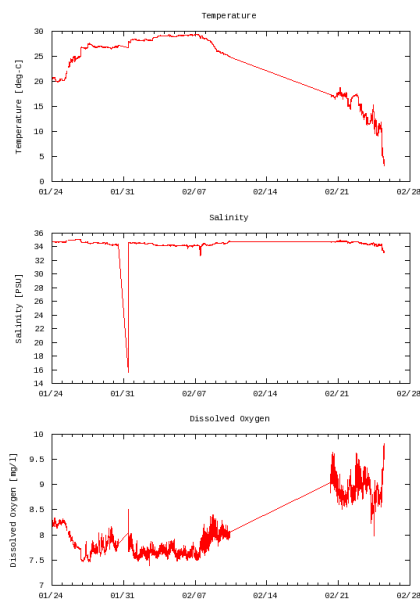 Temperature
Temperature [deg-C]
30
25
20
15
10
5
0
01/24 01/31 02/07 02/14 02/21 02/28
Salinity
Salinity [PSU]
36
34
32
30
28
26
24
22
20
18
16
14
01/24 01/31 02/07 02/14 02/21 02/28
Dissolved Oxygen
Dissolved Oxygen [mg/l]
10
9.5
9
8.5
8
7.5
7
01/24 01/31 02/07 02/14 02/21 02/28